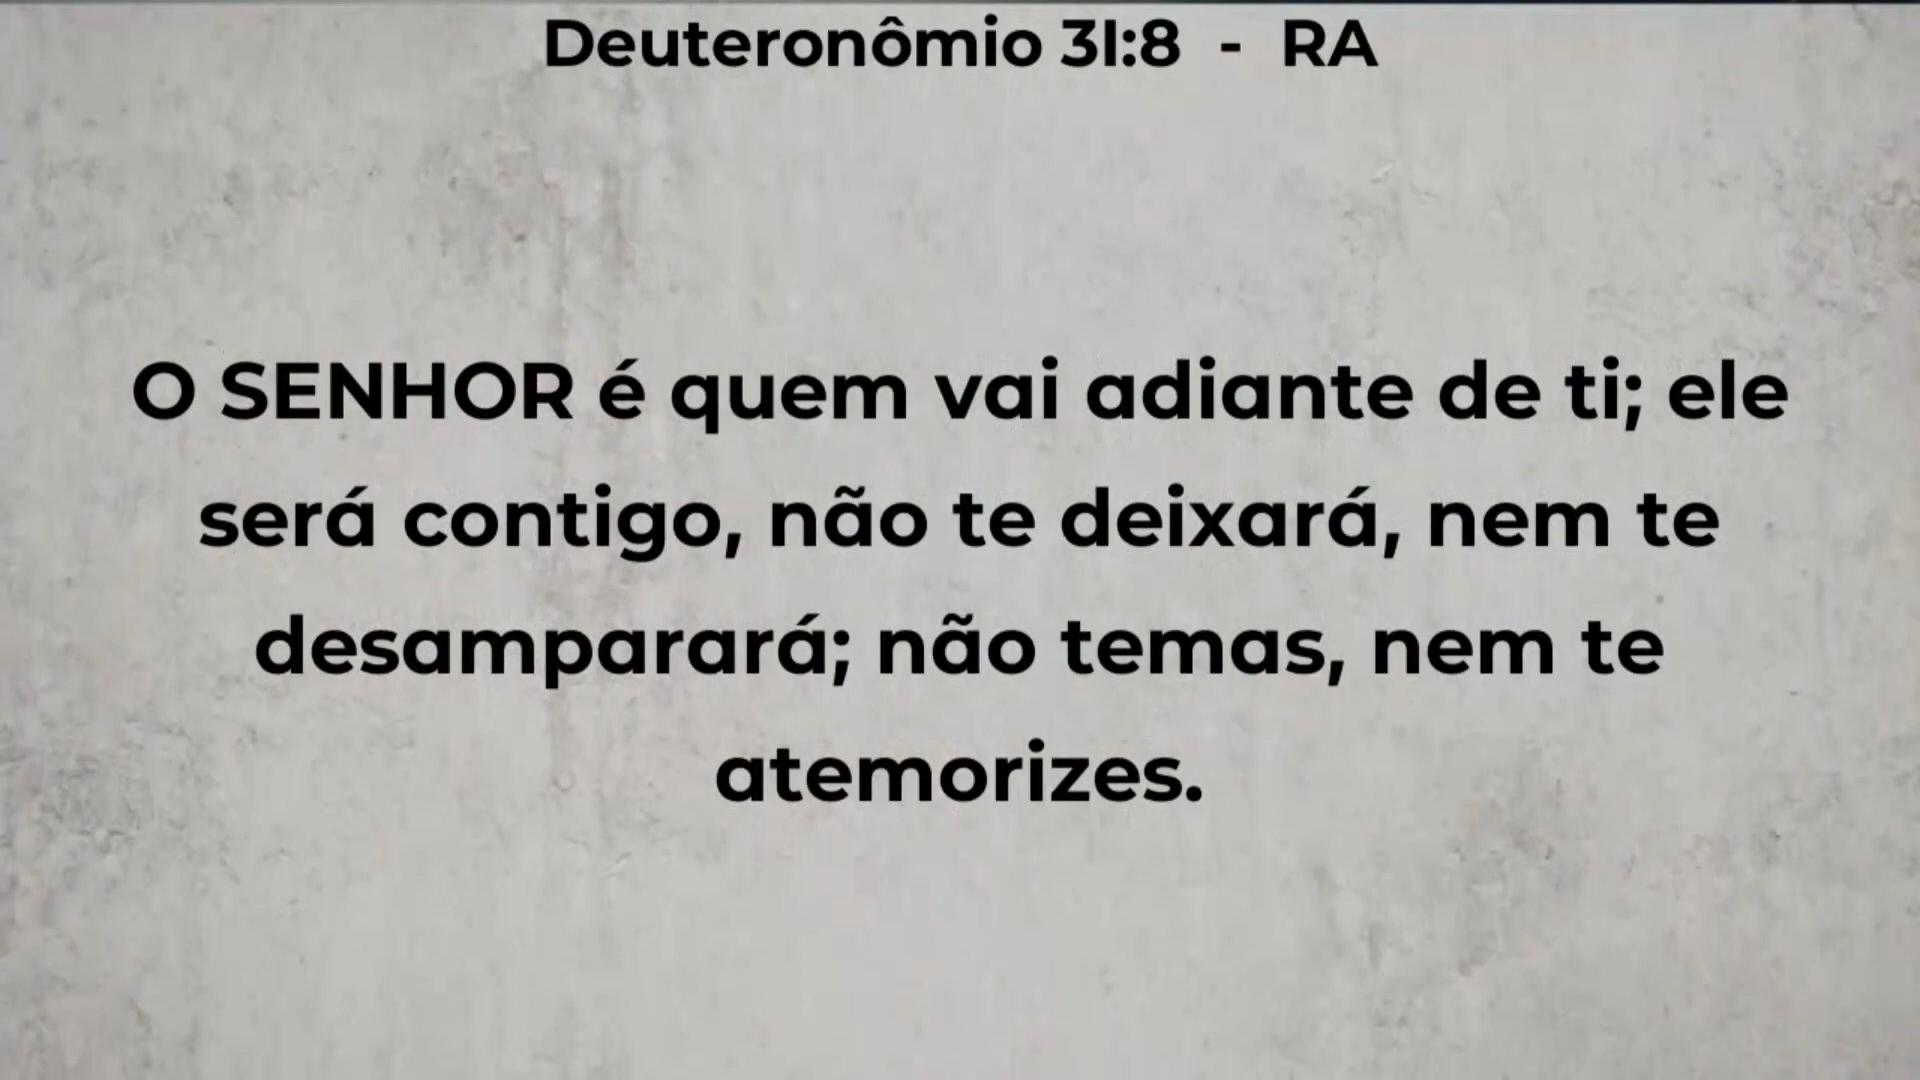 Deuteronômio 31:8 - RA
O SENHOR é quem vai adiante de ti; ele
será contigo, não te deixará, nem te
desamparará; não temas, nem te
atemorizes.